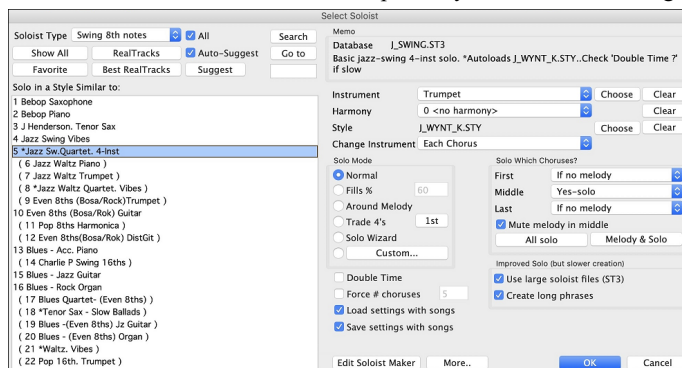 Select Soloist
Soloist Type Swing 8th notes All Search
Show All RealTracks Auto-Suggest Go to
Favorite Best RealTracks Suggest
Solo in a Style Similar to:
1 Bebop Saxophone
2 Bebop Piano
3 J Henderson. Tenor Sax
4 Jazz Swing Vibes
5 *Jazz Sw.Quartet. 4-Inst
( 6 Jazz Waltz Piano )
( 7 Jazz Waltz Trumpet )
( 8 *Jazz Waltz Quartet. Vibes )
( 9 Even 8ths (Bosa/Rock)Trumpet )
10 Even 8ths (Bosa/Rok) Guitar
( 11 Pop 8ths Harmonica )
( 12 Even 8ths(Bosa/Rok) DistGit )
13 Blues - Acc. Piano
( 14 Charlie P Swing 16ths )
15 Blues - Jazz Guitar
16 Blues - Rock Organ
( 17 Blues Quartet- (Even 8ths) )
( 18 *Tenor Sax - Slow Ballads )
( 19 Blues -(Even 8ths) Jz Guitar )
( 20 Blues - (Even 8ths) Organ )
( 21 *Waltz. Vibes )
( 22 Pop 16th. Trumpet )
Memo
Database J_SWING.ST3
Basic jazz-swing 4-inst solo. *Autoloads J_WYNT_K.STY..Check 'Double Time ?'
if slow
Instrument Trumpet Choose Clear
Harmony 0 <no harmony> Clear
Style J_WYNT_K.STY Choose Clear
Change Instrument Each Chorus
Solo Mode
Normal
Fills % 60
Around Melody
Trade 4's 1st
Solo Wizard
Custom...
Double Time
Force # choruses 5
Load settings with songs
Save settings with songs
Solo Which Choruses?
First If no melody
Middle Yes-solo
Last If no melody
Mute melody in middle
All solo Melody & Solo
Improved Solo (but slower creation)
Use large soloist files (ST3)
Create long phrases
Edit Soloist Maker More.. OK Cancel